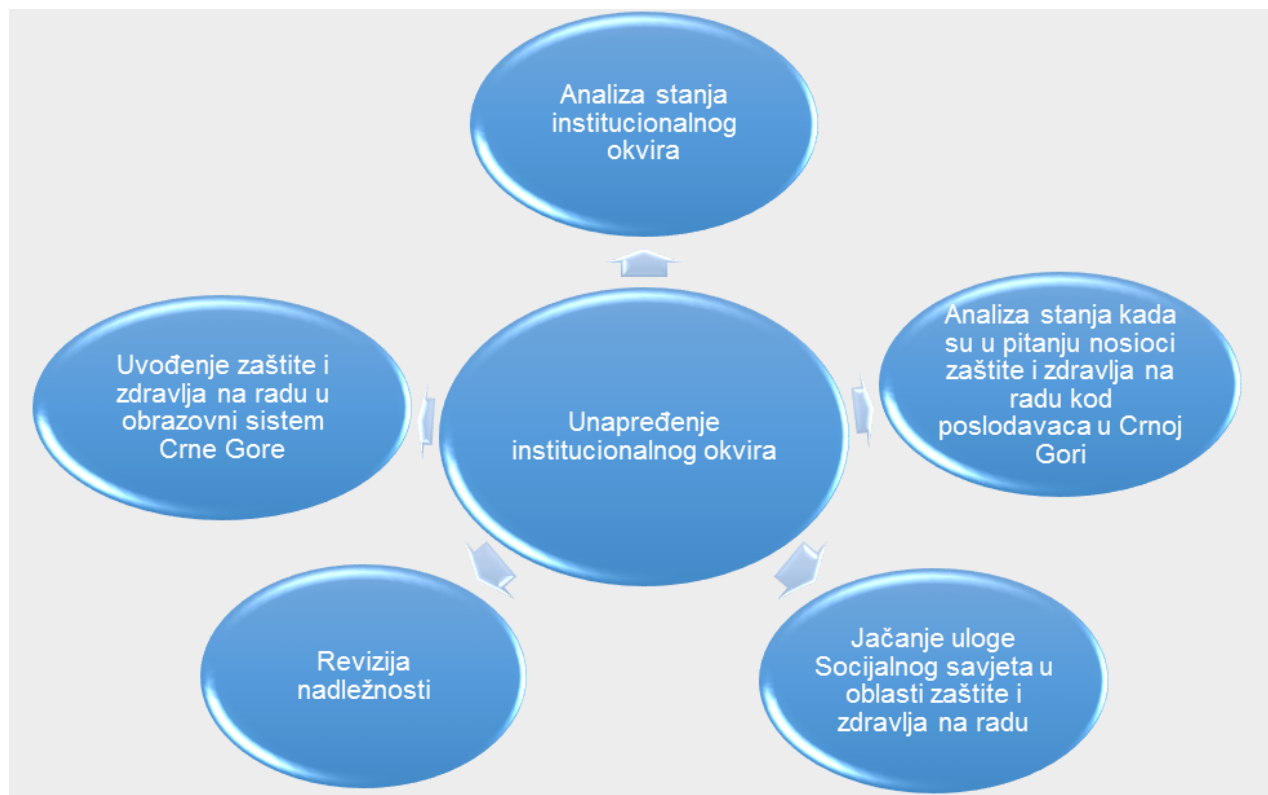 Analiza stanja
institucionalnog
okvira
Analiza stanja kada
su u pitanju nosioci
zaštite i zdravlja na
radu kod
poslodavaca u Crnoj
Gori
Uvođenje zaštite i
zdravlja na radu u
obrazovni sistem
Crne Gore
Unapređenje
institucionalnog okvira
Revizija
nadležnosti
Jačanje uloge
Socijalnog savjeta u
oblasti zaštite i
zdravlja na radu